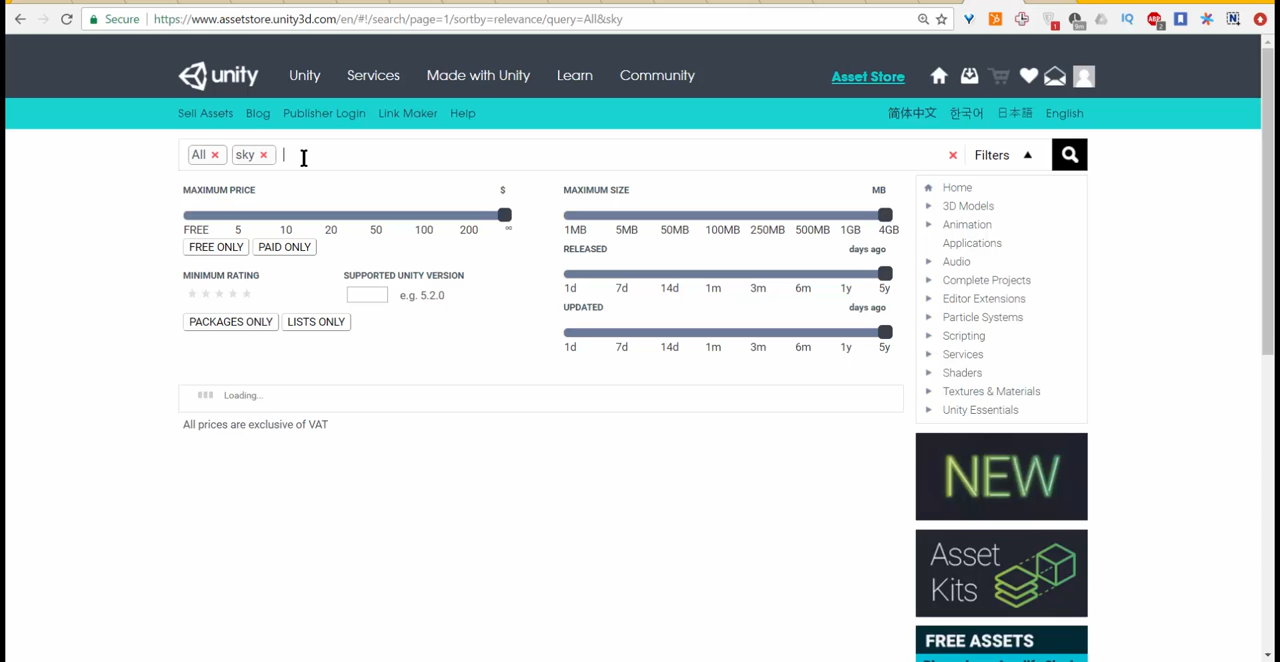 Secure https://www.assetstore.unity3d.com/en/#!/search/page=1/sortby=relevance/query=All&sky
unity Unity Services Made with Unity Learn Community Asset Store
Sell Assets Blog Publisher Login Link Maker Help 简体中文 한국어 日本語 English
All × sky × × Filters ▲
MAXIMUM PRICE $
FREE 5 10 20 50 100 200 ∞
FREE ONLY PAID ONLY
MINIMUM RATING SUPPORTED UNITY VERSION
e.g. 5.2.0
PACKAGES ONLY LISTS ONLY
MAXIMUM SIZE MB
1MB 5MB 50MB 100MB 250MB 500MB 1GB 4GB
RELEASED days ago
1d 7d 14d 1m 3m 6m 1y 5y
UPDATED days ago
1d 7d 14d 1m 3m 6m 1y 5y
Loading...
All prices are exclusive of VAT
Home
3D Models
Animation
Applications
Audio
Complete Projects
Editor Extensions
Particle Systems
Scripting
Services
Shaders
Textures & Materials
Unity Essentials
NEW
Asset
Kits
FREE ASSETS